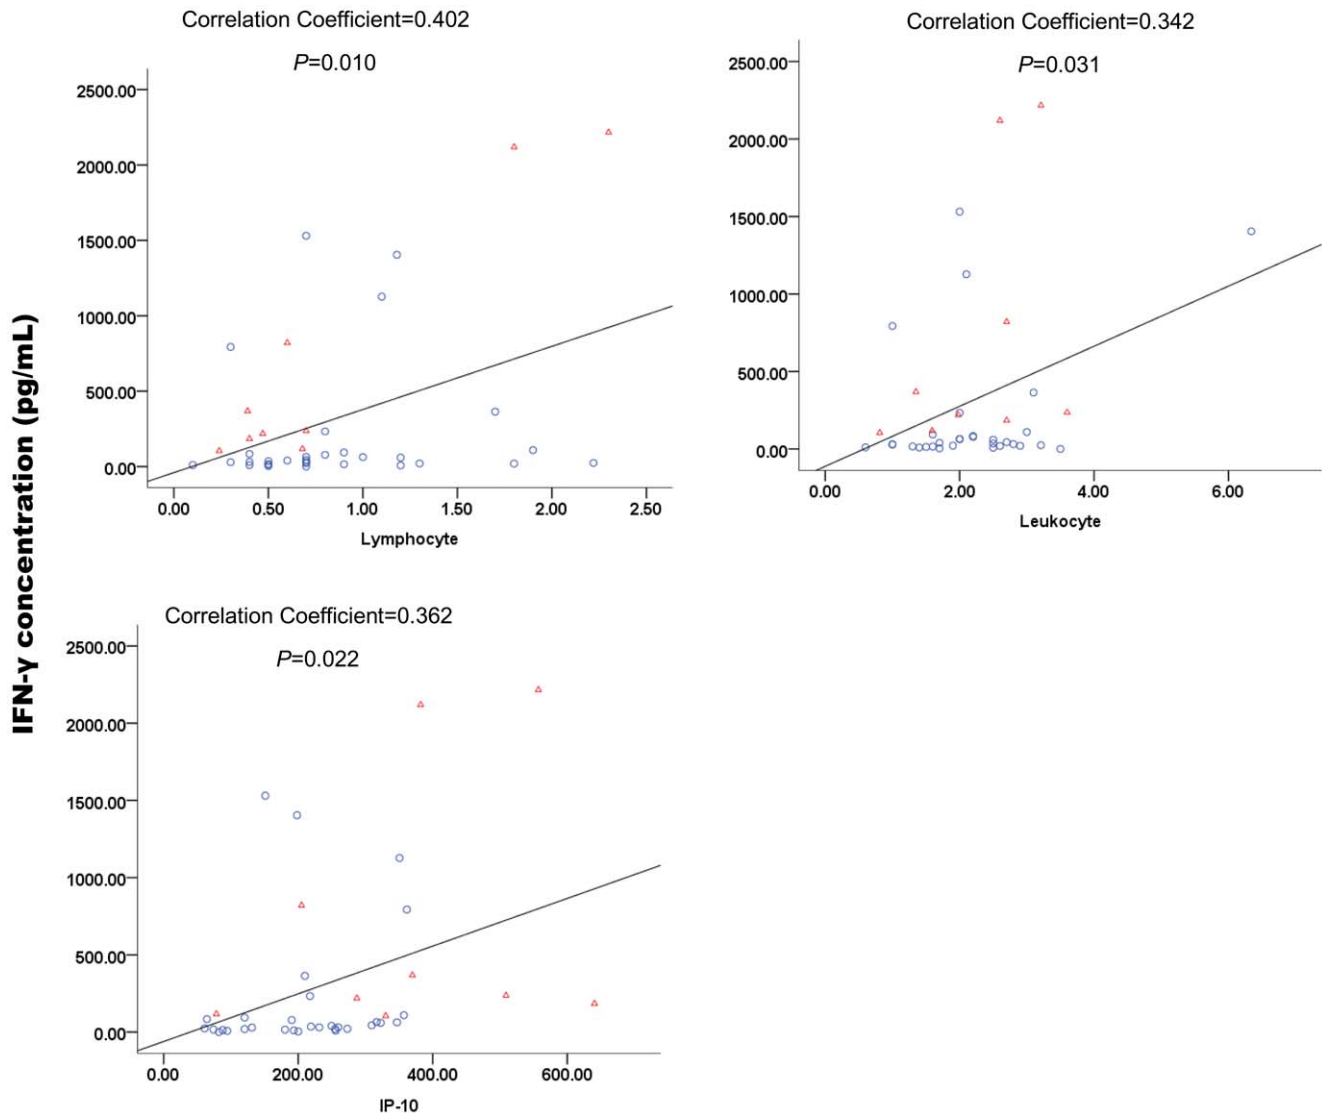 Correlation Coefficient=0.402
P=0.010
2500.00
2000.00
1500.00
1000.00
500.00
0.00
0.00 0.50 1.00 1.50 2.00 2.50
Lymphocyte
Correlation Coefficient=0.342
P=0.031
2500.00
2000.00
1500.00
1000.00
500.00
0.00
0.00 2.00 4.00 6.00
Leukocyte
IFN-γ concentration (pg/mL)
Correlation Coefficient=0.362
P=0.022
2500.00
2000.00
1500.00
1000.00
500.00
0.00
0.00 200.00 400.00 600.00
IP-10